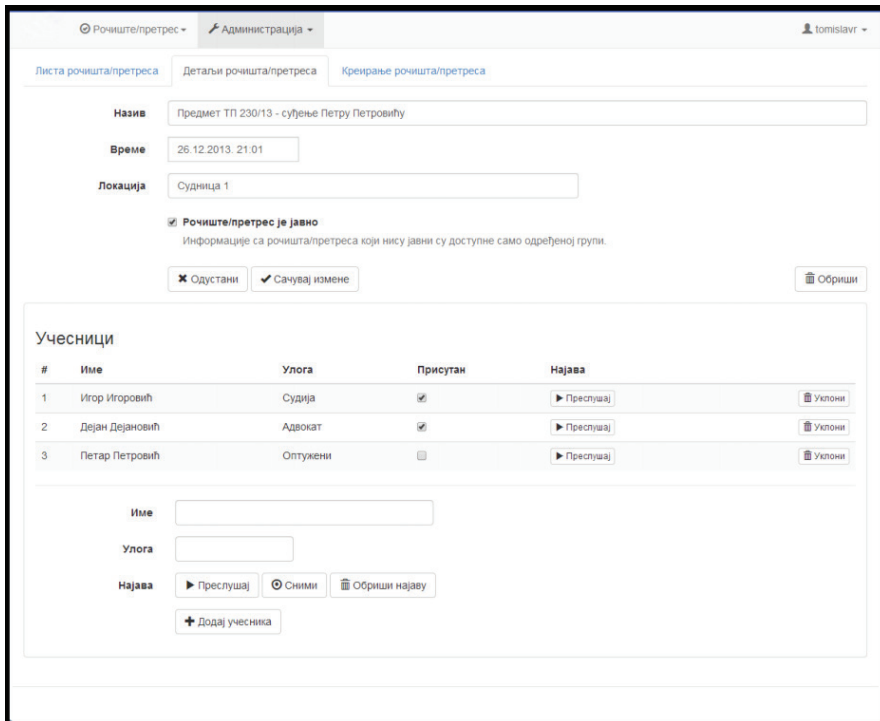 Рочиште/претрес Администрација tomislavr
Листа рочишта/претреса Детаљи рочишта/претреса Креирање рочишта/претреса
Назив Предмет ТП 230/13 - суђење Петру Петровићу
Време 26.12.2013. 21:01
Локација Судница 1
Рочиште/претрес је јавно
Информације са рочишта/претреса који нису јавни су доступне само одређеној групи.
Одустани Сачувај измене Обриши
Учесници
# Име Улога Присутан Најава
1 Игор Игоровић Судија Преслушај Уклони
2 Дејан Дејановић Адвокат Преслушај Уклони
3 Петар Петровић Оптужени Преслушај Уклони
Име
Улога
Најава Преслушај Сними Обриши најаву
Додај учесника